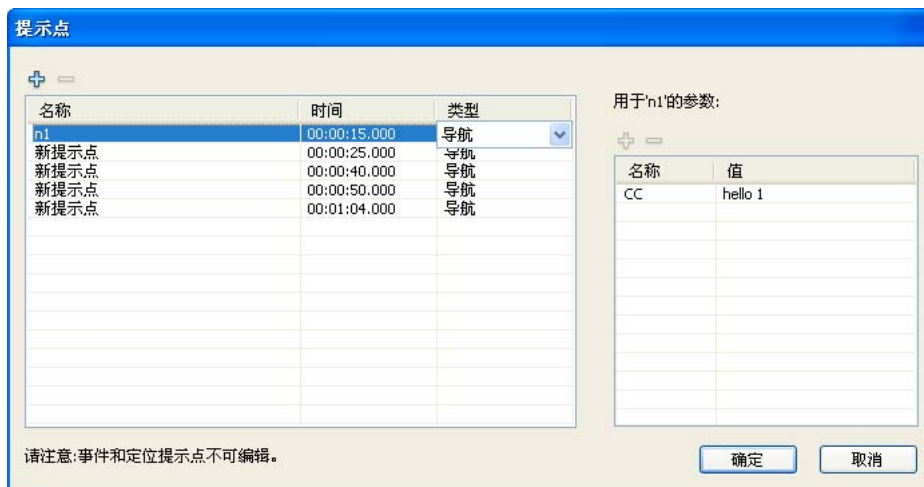 提示点
名称 时间 类型
n1 00:00:15.000 导航
新提示点 00:00:25.000 导航
新提示点 00:00:40.000 导航
新提示点 00:00:50.000 导航
新提示点 00:01:04.000 导航
用于'n1'的参数:
名称 值
CC hello 1
请注意:事件和定位提示点不可编辑。
确定 取消